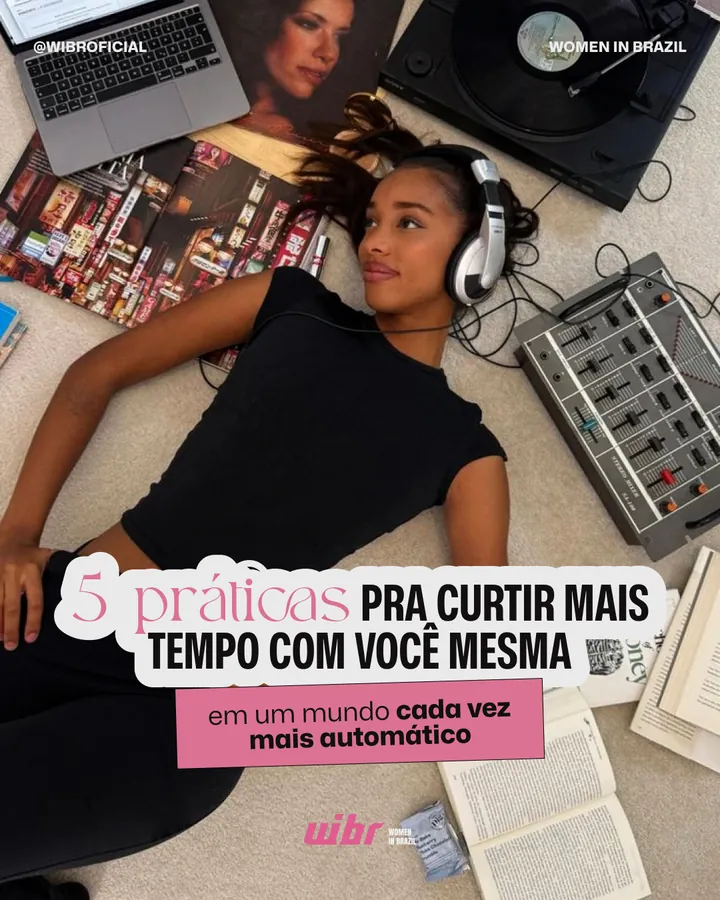 @WIBROFICIAL
WOMEN IN BRAZIL
5 práticas PRA CURTIR MAIS
TEMPO COM VOCÊ MESMA
em um mundo cada vez
mais automático
wibr
WOMEN
IN BRAZIL